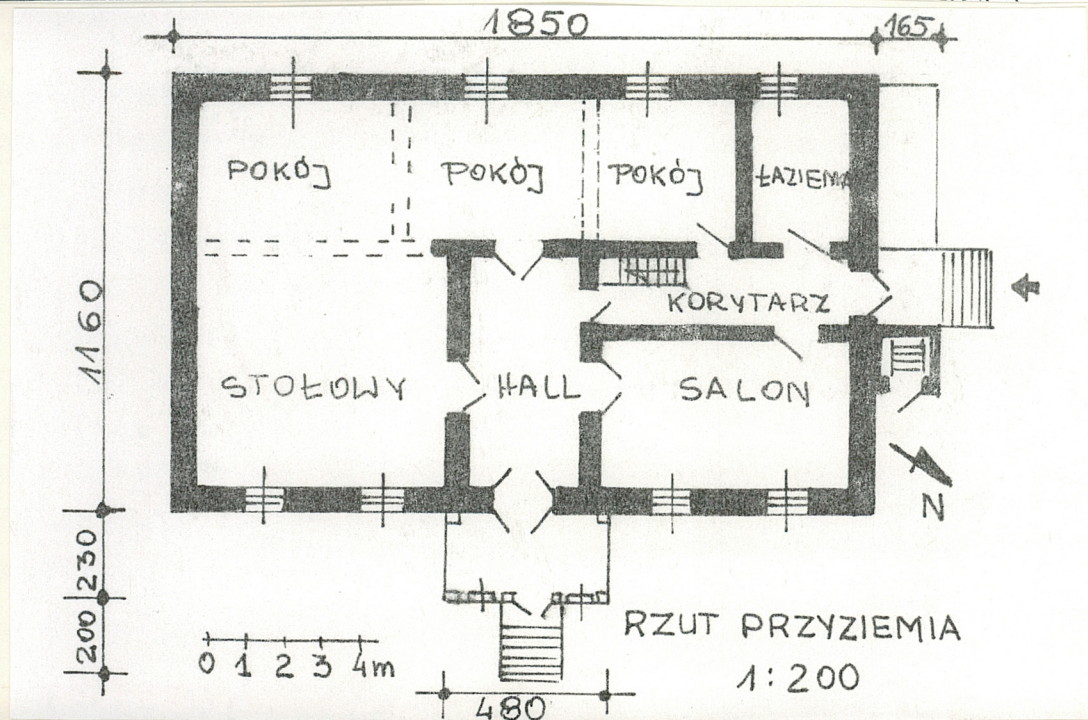 1850
165
POKÓJ
POKÓJ
POKÓJ
ŁAZIENKA
1160
KORYTARZ
STOŁOWY
HALL
SALON
N
230
200
0 1 2 3 4m
RZUT PRZYZIEMIA
1:200
480